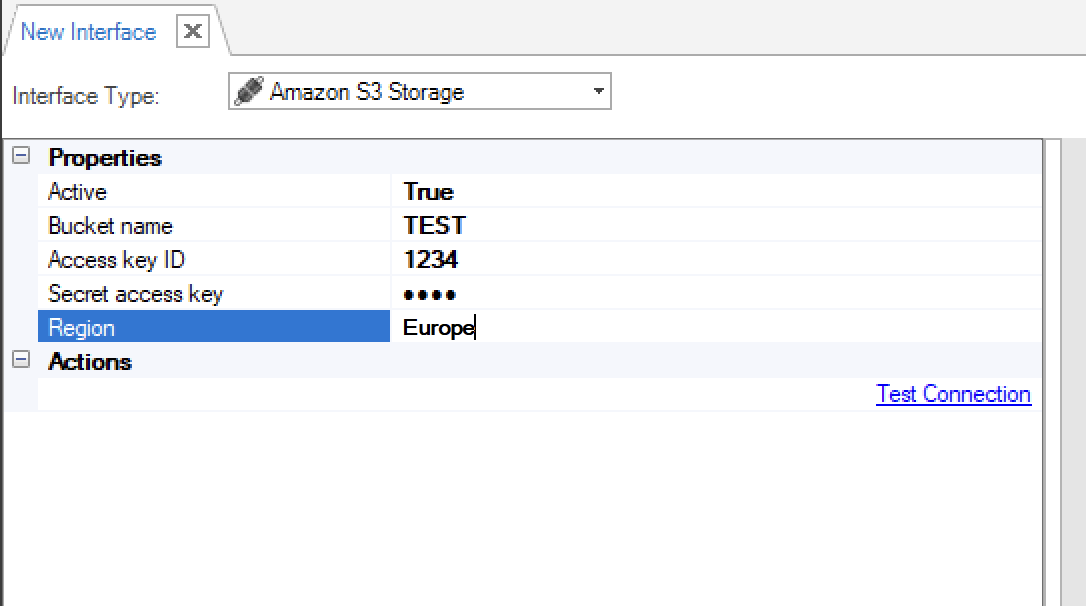 New Interface
Interface Type: Amazon S3 Storage
Properties
Active True
Bucket name TEST
Access key ID 1234
Secret access key ••••
Region Europe
Actions
Test Connection